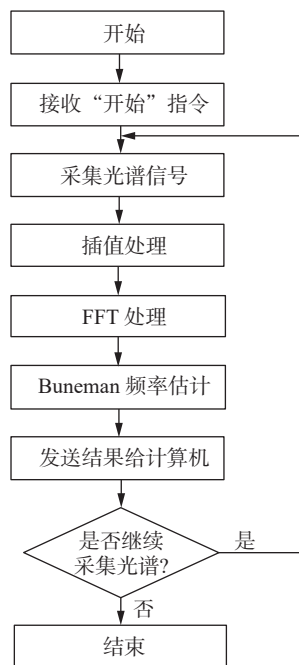 开始
接收“开始”指令
采集光谱信号
插值处理
FFT 处理
Buneman 频率估计
发送结果给计算机
是否继续
采集光谱?
是
否
结束